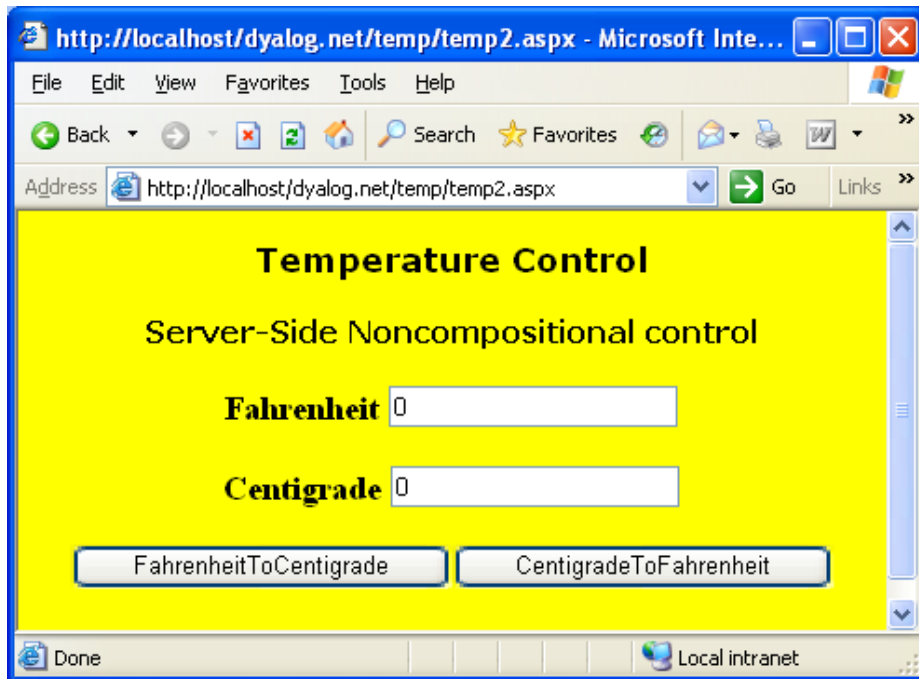 http://localhost/dyalog.net/temp/temp2.aspx - Microsoft Inte...
File Edit View Favorites Tools Help
Back Search Favorites W »
Address http://localhost/dyalog.net/temp/temp2.aspx Go Links »
Temperature Control
Server-Side Noncompositional control
Fahrenheit 0
Centigrade 0
FahrenheitToCentigrade CentigradeToFahrenheit
Done Local intranet